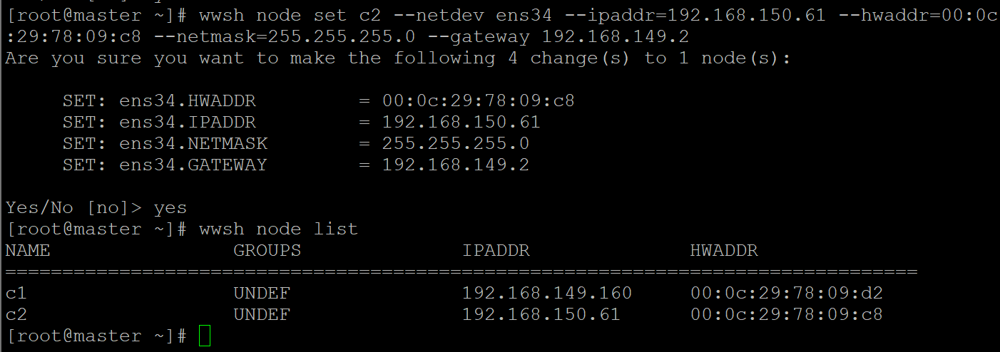 [root@master ~]# wwsh node set c2 --netdev ens34 --ipaddr=192.168.150.61 --hwaddr=00:0c
:29:78:09:c8 --netmask=255.255.255.0 --gateway 192.168.149.2
Are you sure you want to make the following 4 change(s) to 1 node(s):
SET: ens34.HWADDR = 00:0c:29:78:09:c8
SET: ens34.IPADDR = 192.168.150.61
SET: ens34.NETMASK = 255.255.255.0
SET: ens34.GATEWAY = 192.168.149.2
Yes/No [no]> yes
[root@master ~]# wwsh node list
NAME GROUPS IPADDR HWADDR
================================================================================
c1 UNDEF 192.168.149.160 00:0c:29:78:09:d2
c2 UNDEF 192.168.150.61 00:0c:29:78:09:c8
[root@master ~]#